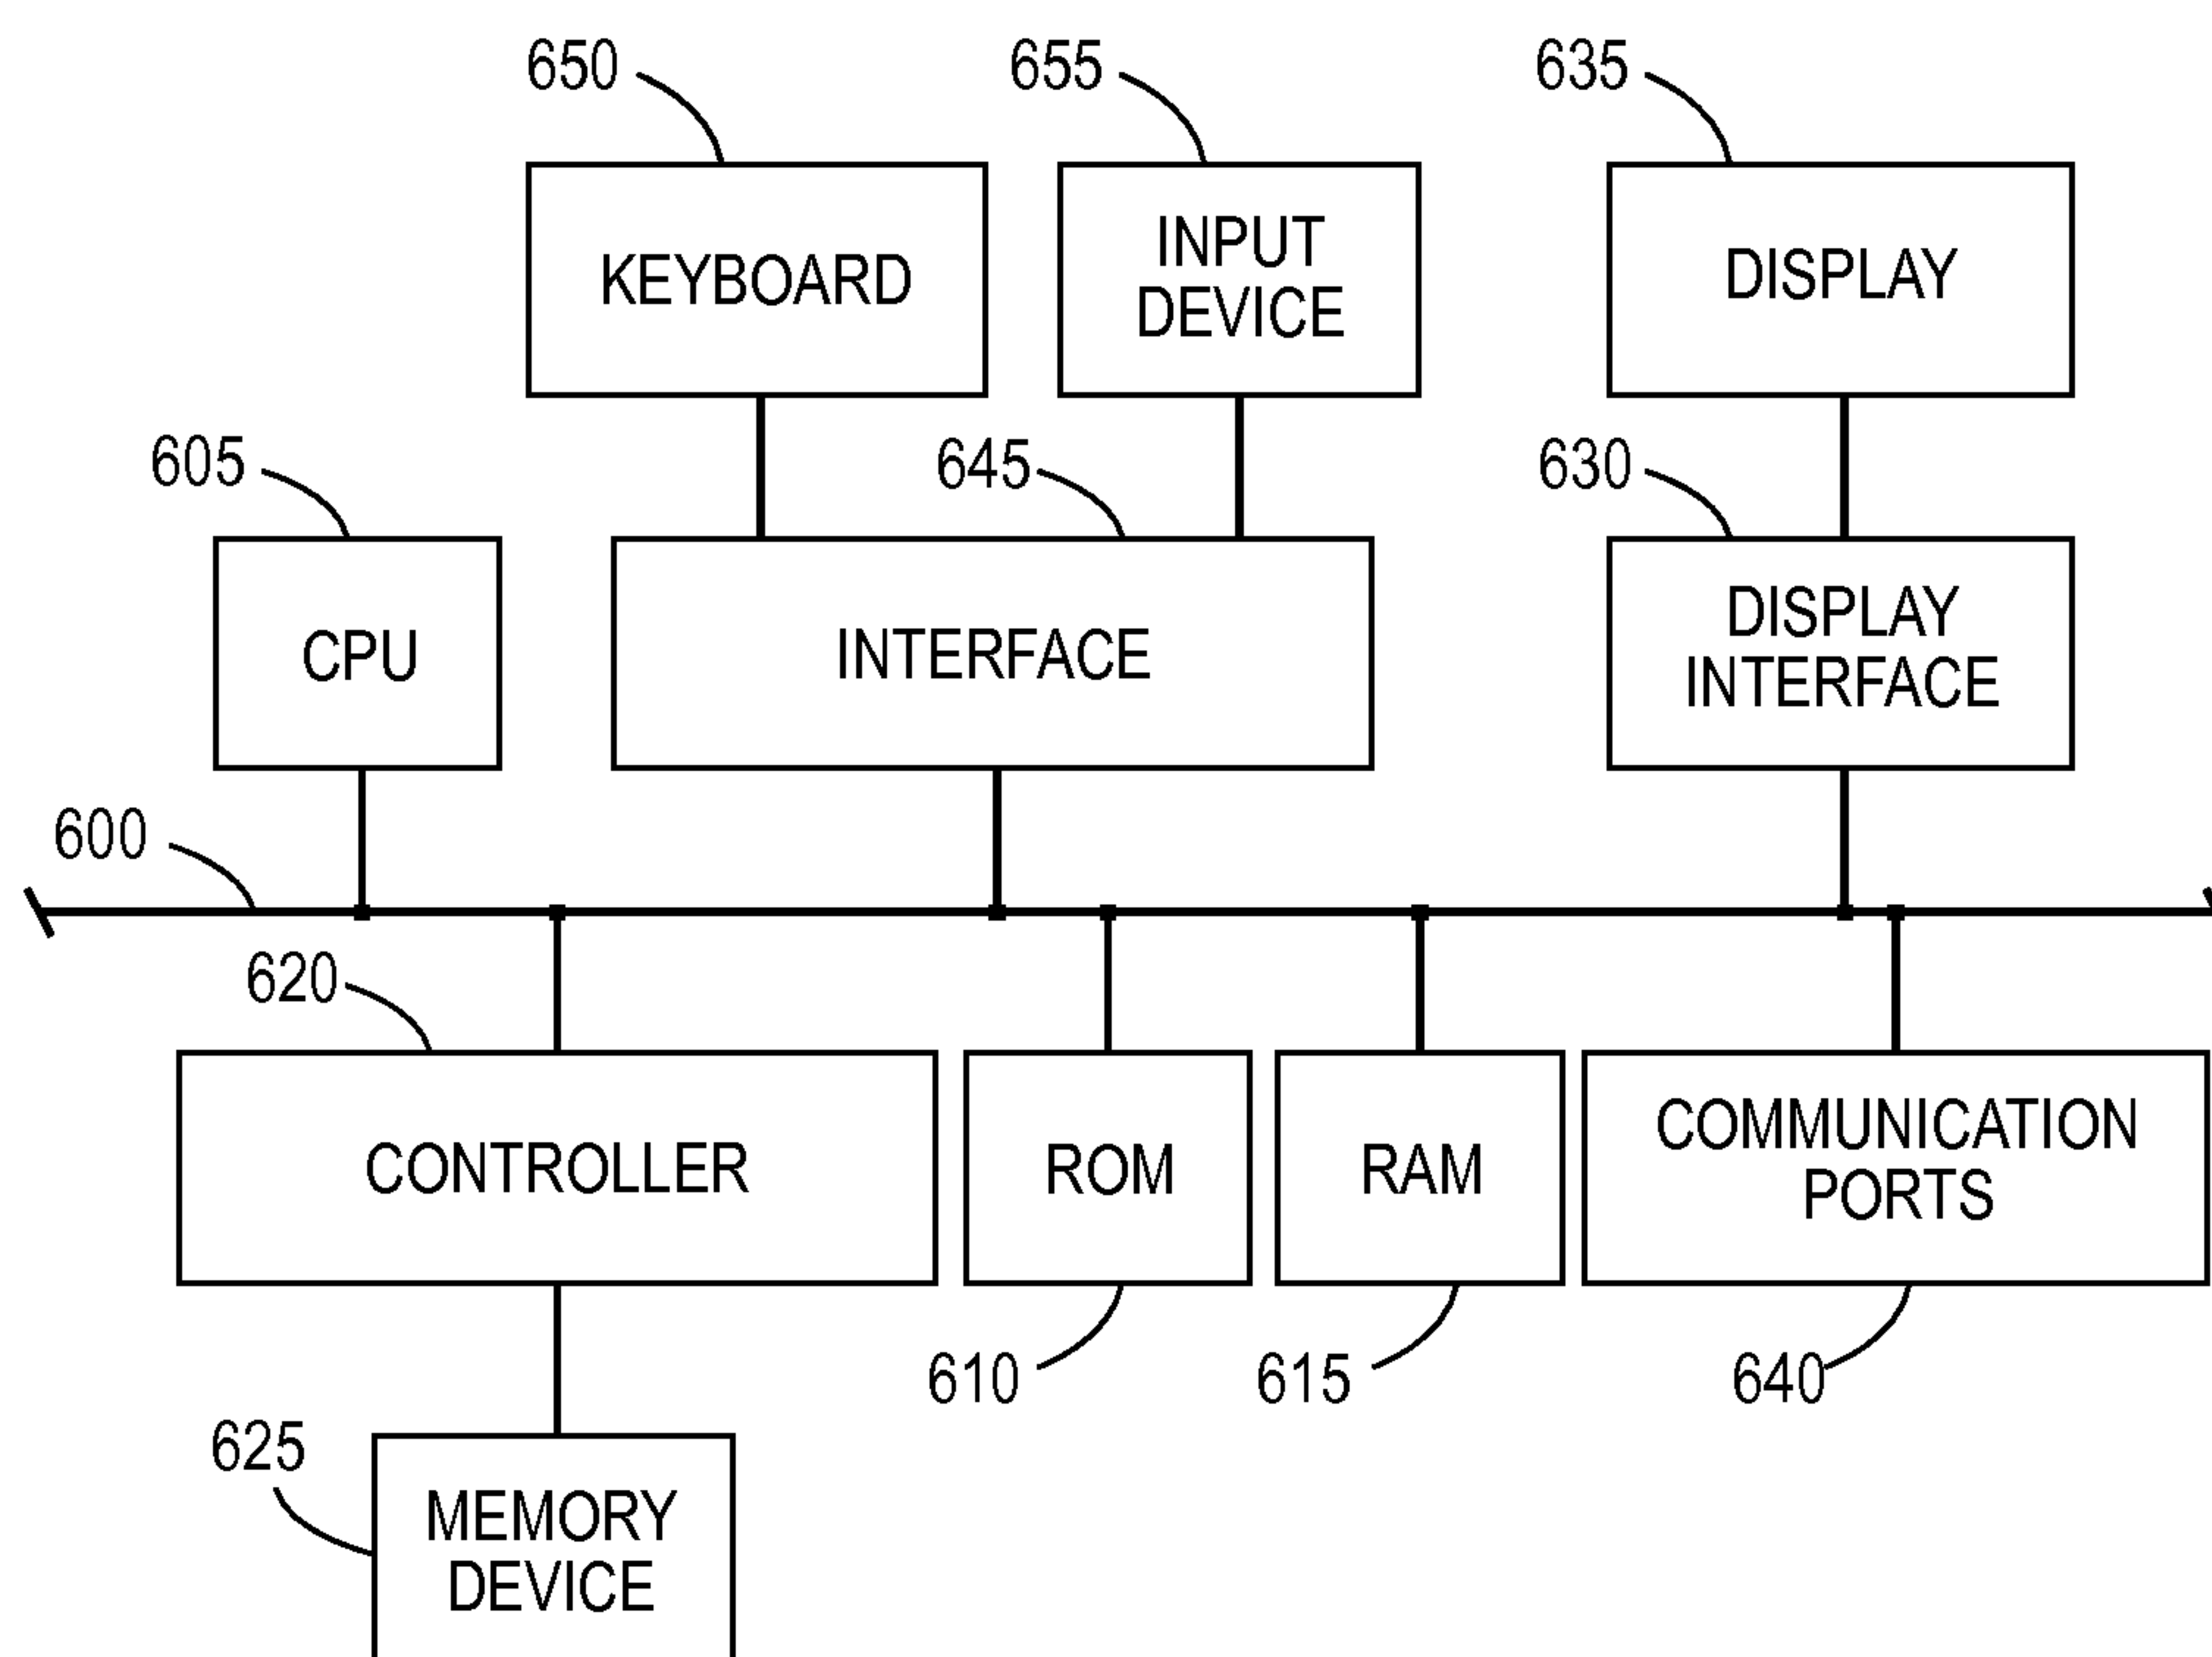 650
655
635
KEYBOARD
INPUT
DEVICE
DISPLAY
605
645
630
CPU
INTERFACE
DISPLAY
INTERFACE
600
620
CONTROLLER
ROM
RAM
COMMUNICATION
PORTS
610
615
640
625
MEMORY
DEVICE